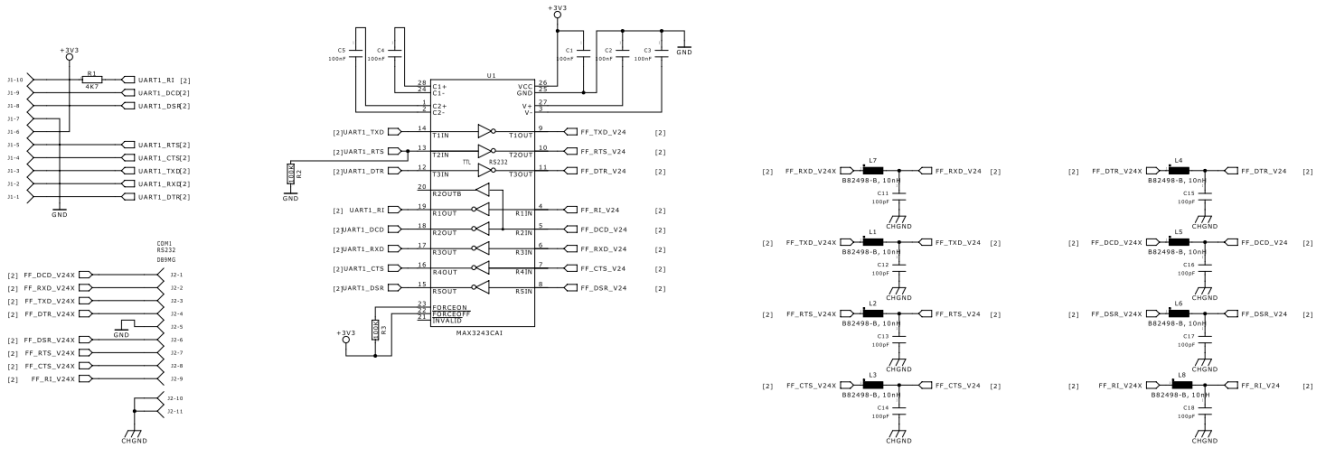 +3V3
J1-10 R1 4K7 UART1_RI [2]
J1-9 UART1_DCD[2]
J1-8 UART1_DSR[2]
J1-7
J1-6
J1-5 UART1_RTS[2]
J1-4 UART1_CTS[2]
J1-3 UART1_TXD[2]
J1-2 UART1_RXD[2]
J1-1 UART1_DTR[2]
GND
COM1
RS232
DB9MG
[2] FF_DCD_V24X J2-1
[2] FF_RXD_V24X J2-2
[2] FF_TXD_V24X J2-3
[2] FF_DTR_V24X J2-4
GND J2-5
[2] FF_DSR_V24X J2-6
[2] FF_RTS_V24X J2-7
[2] FF_CTS_V24X J2-8
[2] FF_RI_V24X J2-9
J2-10
J2-11
CHGND
+3V3
C5 100nF
C4 100nF
C1 100nF
C2 100nF
C3 100nF
GND
U1
28 C1+ VCC 26
24 C1- GND 25
1 C2+ V+ 27
2 C2- V- 3
[2]UART1_TXD 14 T1IN T1OUT 9 FF_TXD_V24 [2]
[2]UART1_RTS 13 T2IN T2OUT 10 FF_RTS_V24 [2]
TTL RS232
[2]UART1_DTR 12 T3IN T3OUT 11 FF_DTR_V24 [2]
100K R2
GND
20 R2OUTB
[2] UART1_RI 19 R1OUT R1IN 4 FF_RI_V24 [2]
[2]UART1_DCD 18 R2OUT R2IN 5 FF_DCD_V24 [2]
[2]UART1_RXD 17 R3OUT R3IN 6 FF_RXD_V24 [2]
[2]UART1_CTS 16 R4OUT R4IN 7 FF_CTS_V24 [2]
[2]UART1_DSR 15 R5OUT R5IN 8 FF_DSR_V24 [2]
23 FORCEON
22 FORCEOFF
21 INVALID
100K R3
+3V3
MAX3243CAI
L7
[2] FF_RXD_V24X FF_RXD_V24 [2]
B82498-B, 10nH
C11
100pF
CHGND
L1
[2] FF_TXD_V24X FF_TXD_V24 [2]
B82498-B, 10nH
C12
100pF
CHGND
L2
[2] FF_RTS_V24X FF_RTS_V24 [2]
B82498-B, 10nH
C13
100pF
CHGND
L3
[2] FF_CTS_V24X FF_CTS_V24 [2]
B82498-B, 10nH
C14
100pF
CHGND
L4
[2] FF_DTR_V24X FF_DTR_V24 [2]
B82498-B, 10nH
C15
100pF
CHGND
L5
[2] FF_DCD_V24X FF_DCD_V24 [2]
B82498-B, 10nH
C16
100pF
CHGND
L6
[2] FF_DSR_V24X FF_DSR_V24 [2]
B82498-B, 10nH
C17
100pF
CHGND
L8
[2] FF_RI_V24X FF_RI_V24 [2]
B82498-B, 10nH
C18
100pF
CHGND